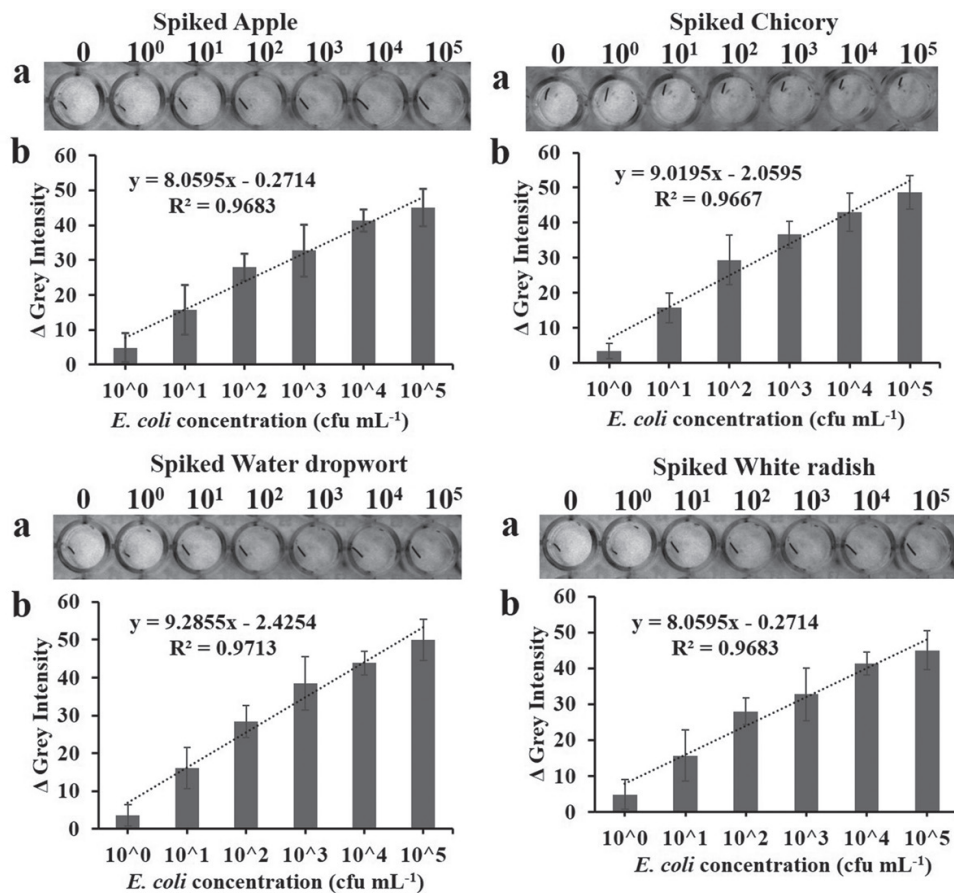 Spiked Apple
0 10⁰ 10¹ 10² 10³ 10⁴ 10⁵
a
b
60
50
40
30
20
10
0
Δ Grey Intensity
y = 8.0595x - 0.2714
R² = 0.9683
10^0 10^1 10^2 10^3 10^4 10^5
E. coli concentration (cfu mL⁻¹)
Spiked Chicory
0 10⁰ 10¹ 10² 10³ 10⁴ 10⁵
a
b
60
50
40
30
20
10
0
Δ Grey Intensity
y = 9.0195x - 2.0595
R² = 0.9667
10^0 10^1 10^2 10^3 10^4 10^5
E. coli concentration (cfu mL⁻¹)
Spiked Water dropwort
0 10⁰ 10¹ 10² 10³ 10⁴ 10⁵
a
b
60
50
40
30
20
10
0
Δ Grey Intensity
y = 9.2855x - 2.4254
R² = 0.9713
10^0 10^1 10^2 10^3 10^4 10^5
E. coli concentration (cfu mL⁻¹)
Spiked White radish
0 10⁰ 10¹ 10² 10³ 10⁴ 10⁵
a
b
60
50
40
30
20
10
0
Δ Grey Intensity
y = 8.0595x - 0.2714
R² = 0.9683
10^0 10^1 10^2 10^3 10^4 10^5
E. coli concentration (cfu mL⁻¹)